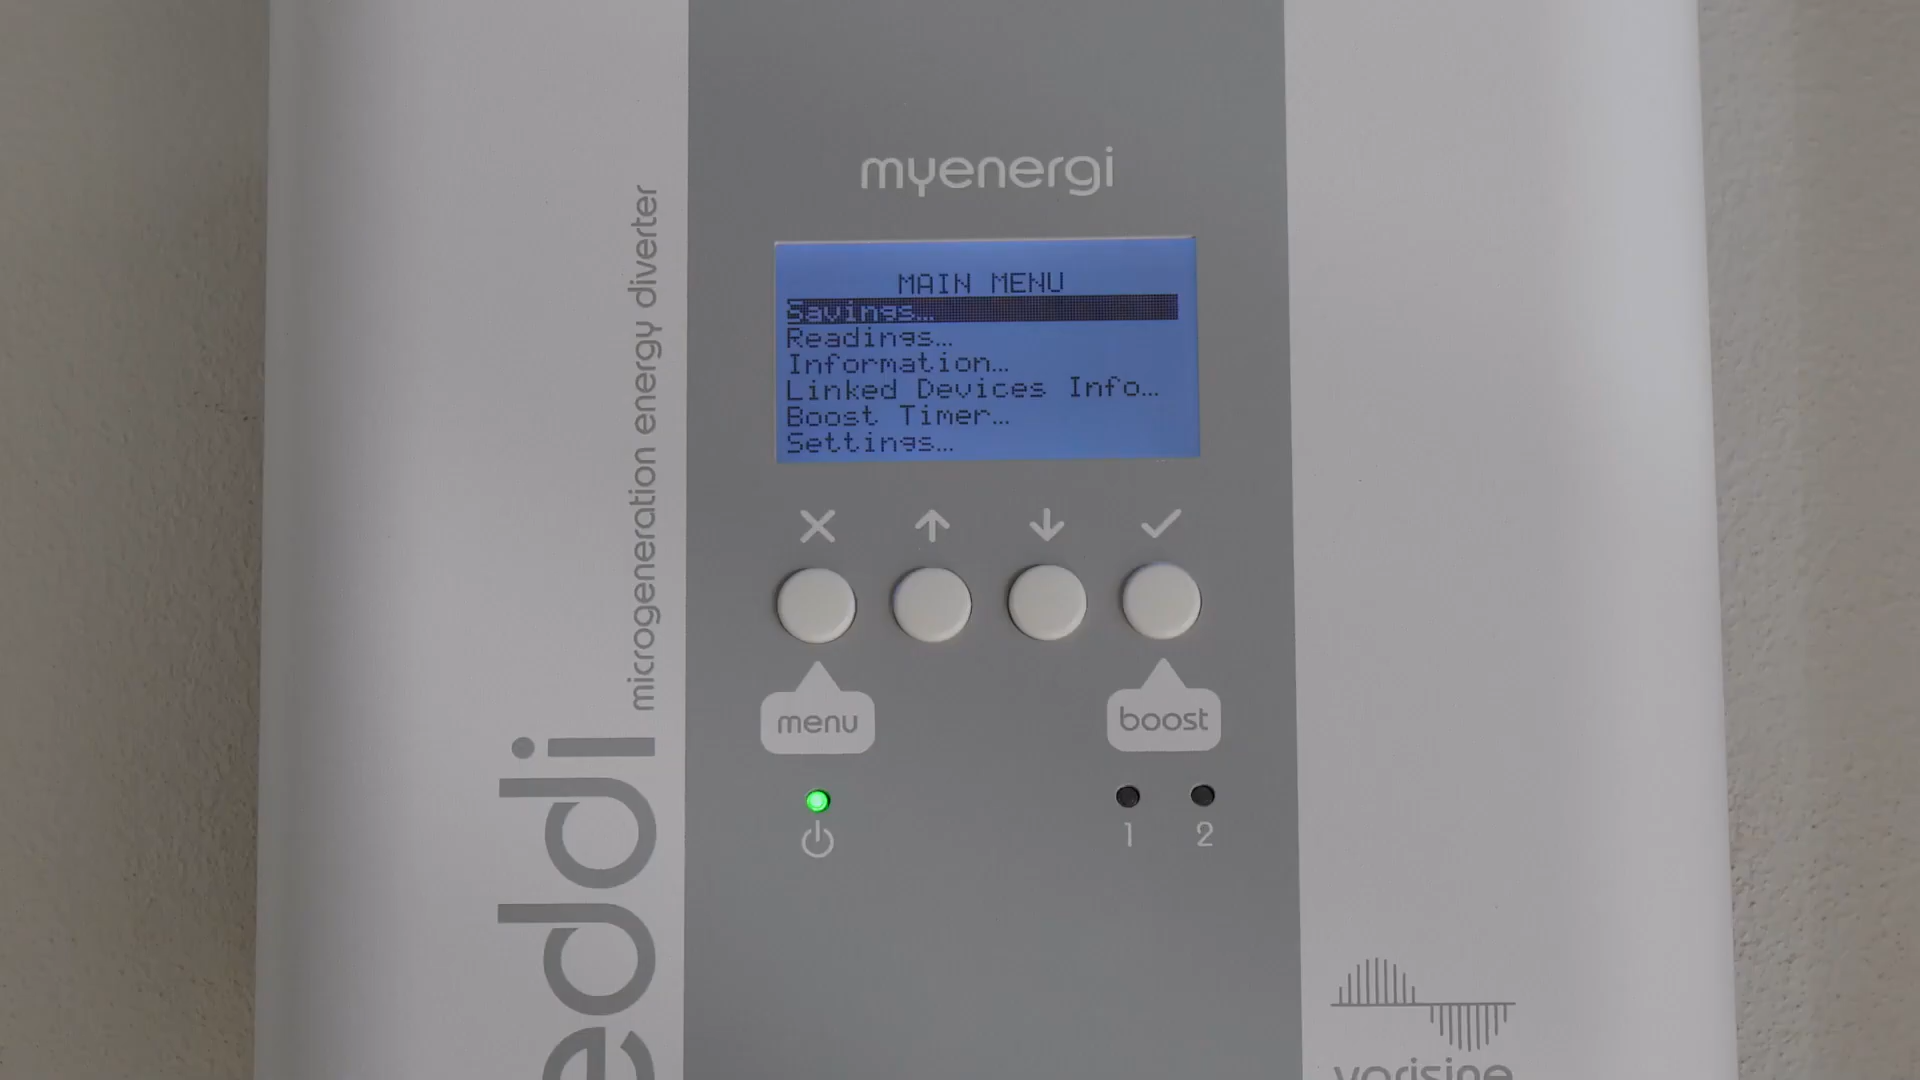 myenergi
MAIN MENU
Savings...
Readings...
Information...
Linked Devices Info...
Boost Timer...
Settings...
menu
boost
1
2
eddi
microgeneration energy diverter
varisine